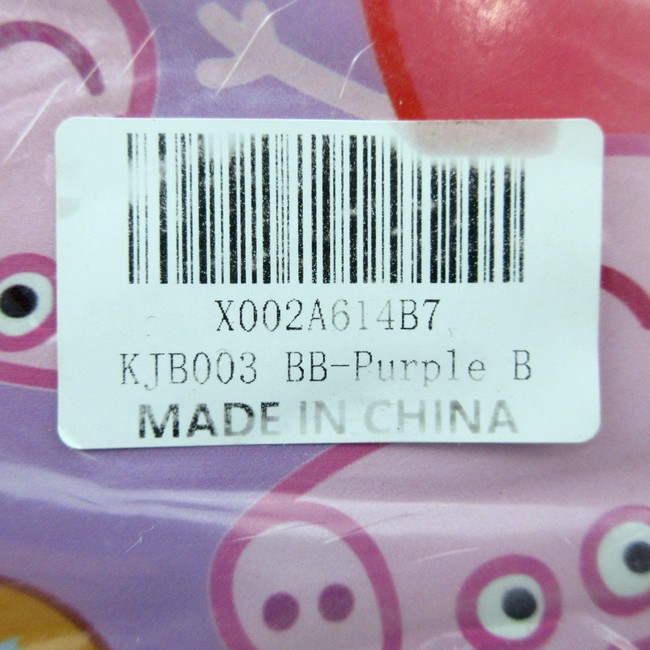 X002A614B7
KJB003 BB-Purple B
MADE IN CHINA